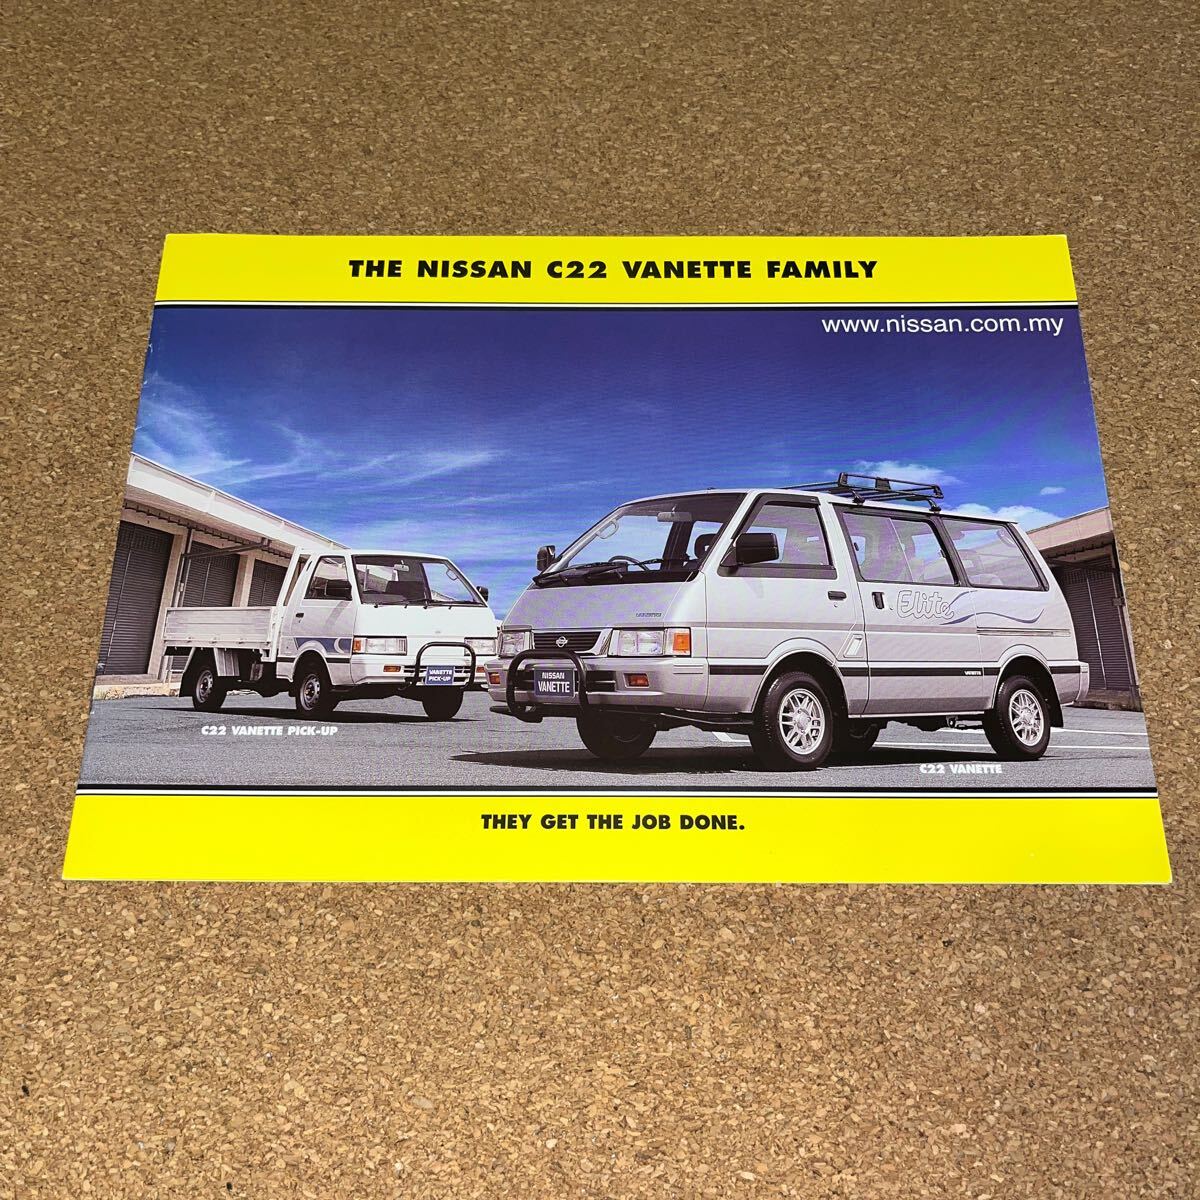 THE NISSAN C22 VANETTE FAMILY
www.nissan.com.my
Elite
NISSAN
VANETTE
VANETTE
PICK-UP
VANETTE
C22 VANETTE PICK-UP
C22 VANETTE
THEY GET THE JOB DONE.